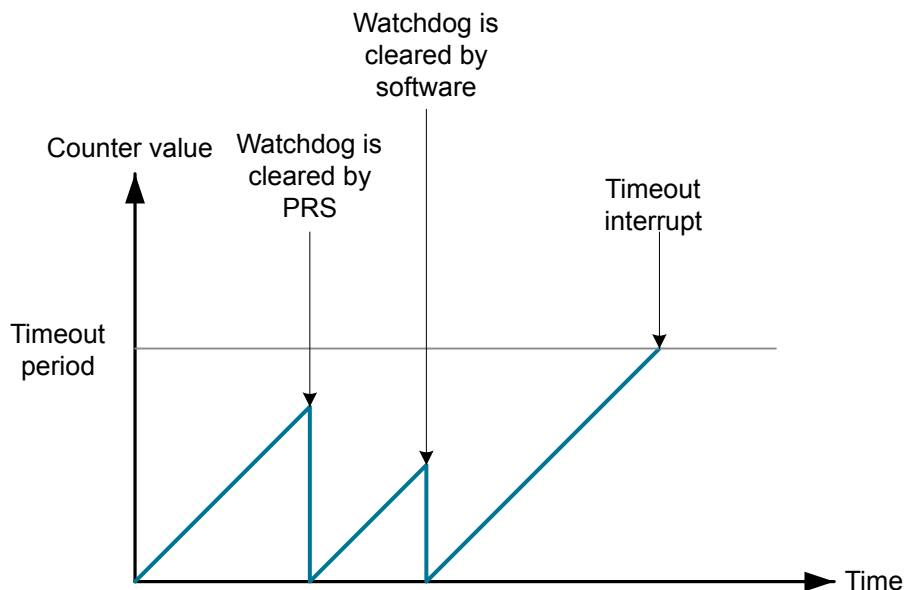 Watchdog is
cleared by
software
Counter value
Watchdog is
cleared by
PRS
Timeout
interrupt
Timeout
period
Time